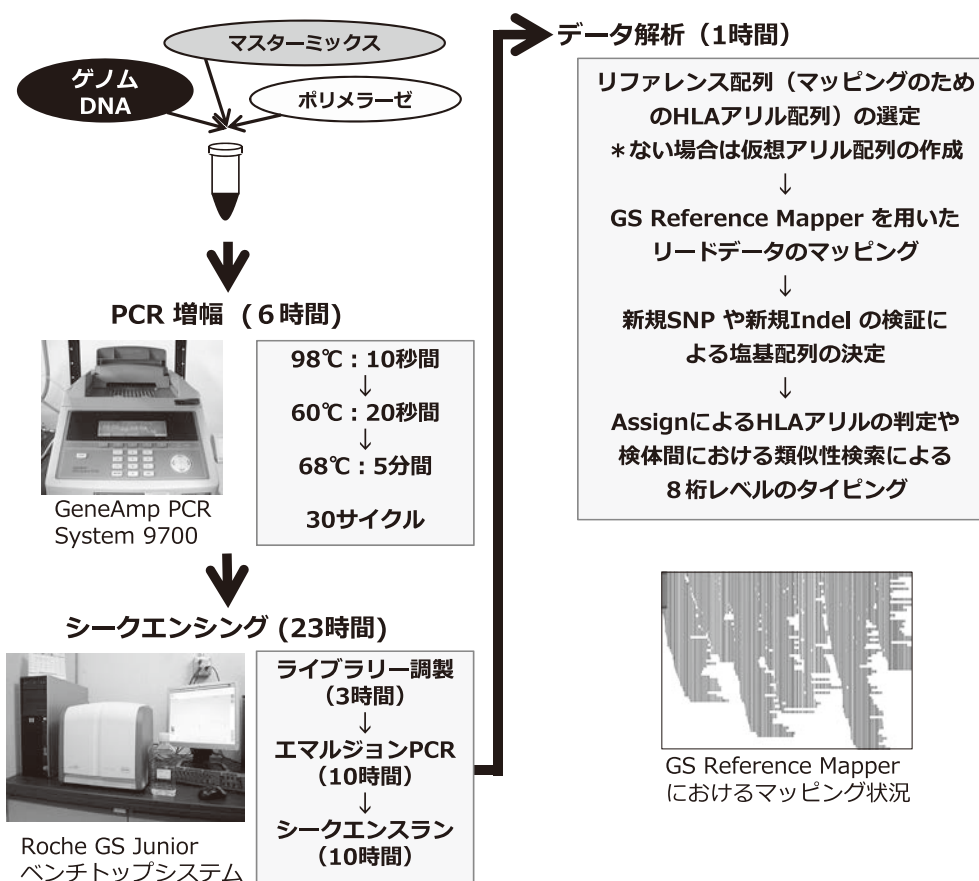 マスターミックス
ゲノム
DNA
ポリメラーゼ
PCR 増幅 (６時間)
98℃：10秒間
↓
60℃：20秒間
↓
68℃：5分間
30サイクル
GeneAmp PCR
System 9700
シークエンシング (23時間)
ライブラリー調製
（3時間）
↓
エマルジョンPCR
（10時間）
↓
シークエンスラン
（10時間）
Roche GS Junior
ベンチトップシステム
データ解析（1時間）
リファレンス配列（マッピングのため
のHLAアリル配列）の選定
＊ない場合は仮想アリル配列の作成
↓
GS Reference Mapper を用いた
リードデータのマッピング
↓
新規SNP や新規Indel の検証に
よる塩基配列の決定
↓
AssignによるHLAアリルの判定や
検体間における類似性検索による
８桁レベルのタイピング
GS Reference Mapper
におけるマッピング状況